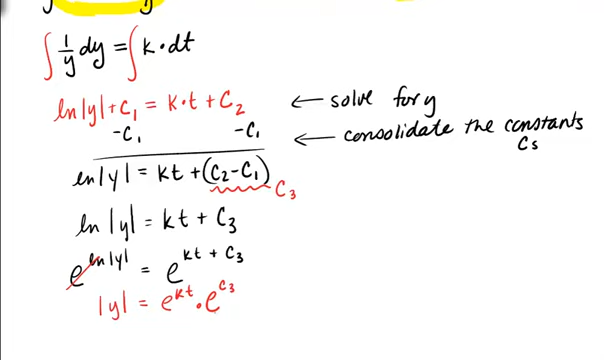 ∫ 1/y dy = ∫ k · dt
ln|y| + C₁ = k · t + C₂ ← solve for y
−C₁ −C₁ ← consolidate the constants
Cs
ln|y| = kt + (C₂ − C₁)
C₃
ln|y| = kt + C₃
e^(ln|y|) = e^(kt + C₃)
|y| = e^(kt) · e^(C₃)